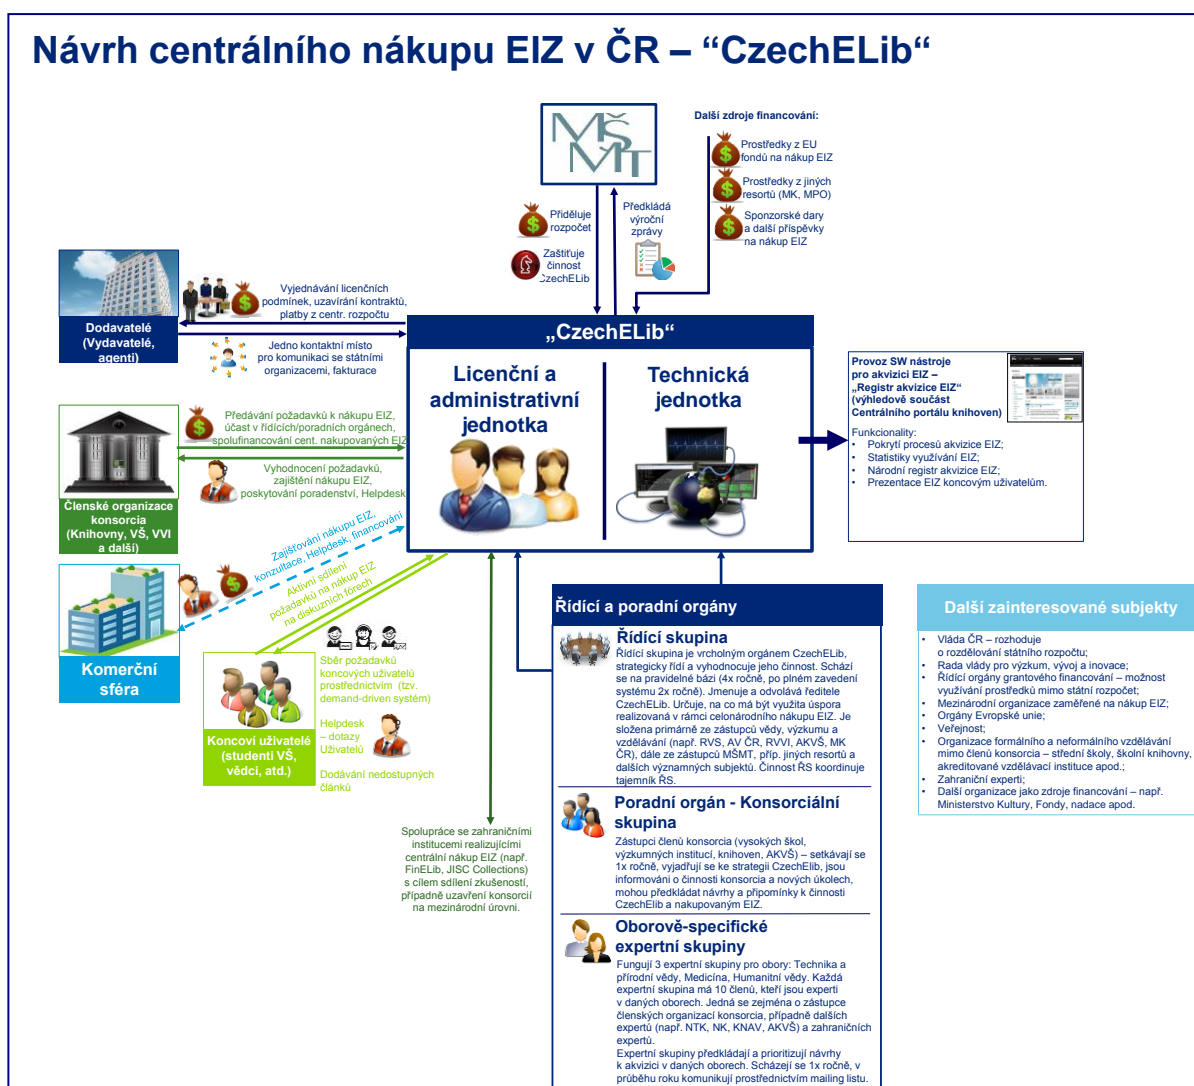 Návrh centrálního nákupu EIZ v ČR – “CzechELib“
MŠMT
Další zdroje financování:
Prostředky z EU
fondů na nákup EIZ
Prostředky z jiných
resortů (MK, MPO)
Sponzorské dary
a další příspěvky
na nákup EIZ
Přiděluje
rozpočet
Zaštiťuje
činnost
CzechELib
Předkládá
výroční
zprávy
Dodavatelé
(Vydavatelé,
agenti)
Vyjednávání licenčních
podmínek, uzavírání kontraktů,
platby z centr. rozpočtu
Jedno kontaktní místo
pro komunikaci se státními
organizacemi, fakturace
„CzechELib“
Licenční a
administrativní
jednotka
Technická
jednotka
Provoz SW nástroje
pro akvizici EIZ –
„Registr akvizice EIZ“
(výhledově součást
Centrálního portálu knihoven)
Funkcionality:
• Pokrytí procesů akvizice EIZ;
• Statistiky využívání EIZ;
• Národní registr akvizice EIZ;
• Prezentace EIZ koncovým uživatelům.
Členské organizace
konsorcia
(Knihovny, VŠ, VVI
a další)
Předávání požadavků k nákupu EIZ,
účast v řídících/poradních orgánech,
spolufinancování cent. nakupovaných EIZ
Vyhodnocení požadavků,
zajištění nákupu EIZ,
poskytování poradenství, Helpdesk
Komerční
sféra
Zajišťování nákupu EIZ,
konzultace, Helpdesk, financování
Aktivní sdílení
požadavků na nákup EIZ
na diskuzních fórech
Koncoví uživatelé
(studenti VŠ,
vědci, atd.)
Sběr požadavků
koncových uživatelů
prostřednictvím (tzv.
demand-driven systém)
Helpdesk
– dotazy
Uživatelů
Dodávání nedostupných
článků
Spolupráce se zahraničními
institucemi realizujícími
centrální nákup EIZ (např.
FinELib, JISC Collections)
s cílem sdílení zkušeností,
případně uzavření konsorcií
na mezinárodní úrovni.
Řídící a poradní orgány
Řídící skupina
Řídící skupina je vrcholným orgánem CzechELib,
strategicky řídí a vyhodnocuje jeho činnost. Schází
se na pravidelné bázi (4x ročně, po plném zavedení
systému 2x ročně). Jmenuje a odvolává ředitele
CzechELib. Určuje, na co má být využita úspora
realizovaná v rámci celonárodního nákupu EIZ. Je
složena primárně ze zástupců vědy, výzkumu a
vzdělávání (např. RVS, AV ČR, RVVI, AKVŠ, MK
ČR), dále ze zástupců MŠMT, příp. jiných resortů a
dalších významných subjektů. Činnost ŘS koordinuje
tajemník ŘS.
Poradní orgán - Konsorciální
skupina
Zástupci členů konsorcia (vysokých škol,
výzkumných institucí, knihoven, AKVŠ) – setkávají se
1x ročně, vyjadřují se ke strategii CzechElib, jsou
informováni o činnosti konsorcia a nových úkolech,
mohou předkládat návrhy a připomínky k činnosti
CzechElib a nakupovaným EIZ.
Oborově-specifické
expertní skupiny
Fungují 3 expertní skupiny pro obory: Technika a
přírodní vědy, Medicína, Humanitní vědy. Každá
expertní skupina má 10 členů, kteří jsou experti
v daných oborech. Jedná se zejména o zástupce
členských organizací konsorcia, případně dalších
expertů (např. NTK, NK, KNAV, AKVŠ) a zahraničních
expertů.
Expertní skupiny předkládají a prioritizují návrhy
k akvizici v daných oborech. Scházejí se 1x ročně, v
průběhu roku komunikují prostřednictvím mailing listu.
Další zainteresované subjekty
• Vláda ČR – rozhoduje
o rozdělování státního rozpočtu;
• Rada vlády pro výzkum, vývoj a inovace;
• Řídící orgány grantového financování – možnost
využívání prostředků mimo státní rozpočet;
• Mezinárodní organizace zaměřené na nákup EIZ;
• Orgány Evropské unie;
• Veřejnost;
• Organizace formálního a neformálního vzdělávání
mimo členů konsorcia – střední školy, školní knihovny,
akreditované vzdělávací instituce apod.;
• Zahraniční experti;
• Další organizace jako zdroje financování – např.
Ministerstvo Kultury, Fondy, nadace apod.